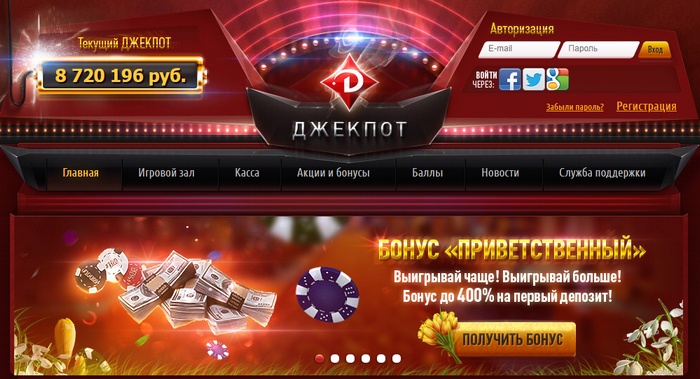 Текущий ДЖЕКПОТ
8 720 196 руб.
Авторизация
E-mail
Пароль
Вход
ВОЙТИ
ЧЕРЕЗ:
Забыли пароль?
Регистрация
D
ДЖЕКПОТ
Главная
Игровой зал
Касса
Акции и бонусы
Баллы
Новости
Служба поддержки
БОНУС «ПРИВЕТСТВЕННЫЙ»
Выигрывай чаще! Выигрывай больше!
Бонус до 400% на первый депозит!
ПОЛУЧИТЬ БОНУС